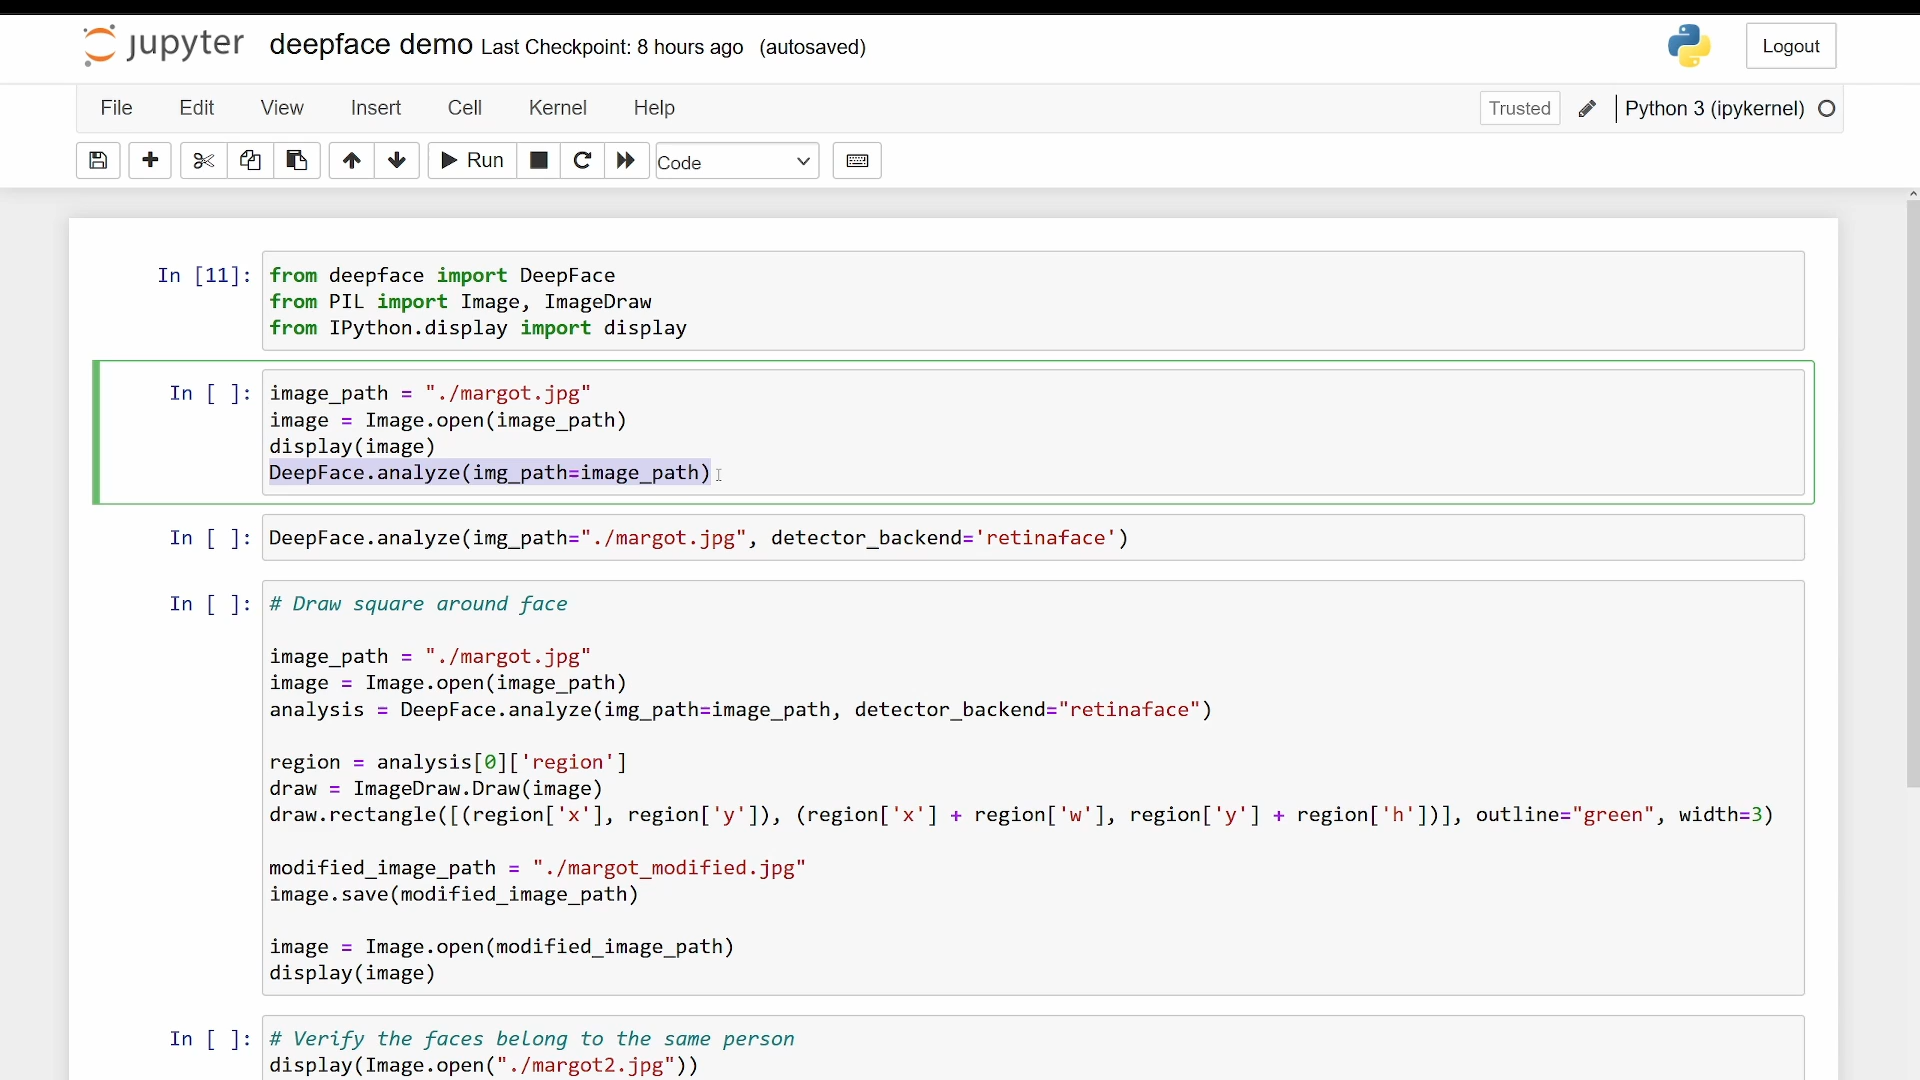 jupyter deepface demo Last Checkpoint: 8 hours ago (autosaved) Logout
File Edit View Insert Cell Kernel Help Trusted Python 3 (ipykernel)
Run Code
In [11]: from deepface import DeepFace
from PIL import Image, ImageDraw
from IPython.display import display
In [ ]: image_path = "./margot.jpg"
image = Image.open(image_path)
display(image)
DeepFace.analyze(img_path=image_path)
In [ ]: DeepFace.analyze(img_path="./margot.jpg", detector_backend='retinaface')
In [ ]: # Draw square around face
image_path = "./margot.jpg"
image = Image.open(image_path)
analysis = DeepFace.analyze(img_path=image_path, detector_backend="retinaface")
region = analysis[0]['region']
draw = ImageDraw.Draw(image)
draw.rectangle([(region['x'], region['y']), (region['x'] + region['w'], region['y'] + region['h'])], outline="green", width=3)
modified_image_path = "./margot_modified.jpg"
image.save(modified_image_path)
image = Image.open(modified_image_path)
display(image)
In [ ]: # Verify the faces belong to the same person
display(Image.open("./margot2.jpg"))